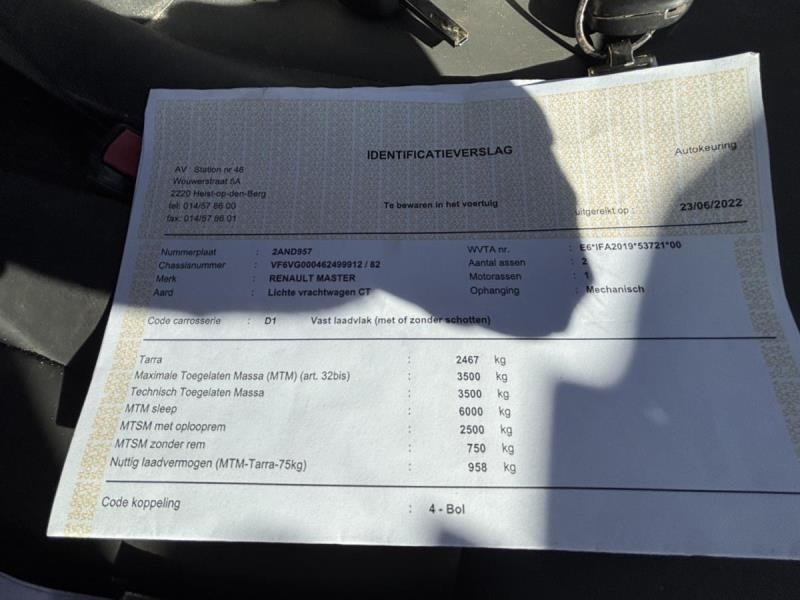 IDENTIFICATIEVERSLAG
Autokeuring
AV : Station nr 46
Wouwerstraat 5A
2220 Heist-op-den-Berg
tel: 014/57 86 00
fax: 014/57 86 01
Te bewaren in het voertuig
uitgereikt op : 23/06/2022
Nummerplaat : 2AND957
Chassisnummer : VF6VG000462499912 / 82
Merk : RENAULT MASTER
Aard : Lichte vrachtwagen CT
WVTA nr. : E6*IFA2019*53721*00
Aantal assen : 2
Motorassen : 1
Ophanging : Mechanisch
Code carrosserie : D1 Vast laadvlak (met of zonder schotten)
Tarra : 2467 kg
Maximale Toegelaten Massa (MTM) (art. 32bis) : 3500 kg
Technisch Toegelaten Massa : 3500 kg
MTM sleep : 6000 kg
MTSM met oplooprem : 2500 kg
MTSM zonder rem : 750 kg
Nuttig laadvermogen (MTM-Tarra-75kg) : 958 kg
Code koppeling : 4 - Bol